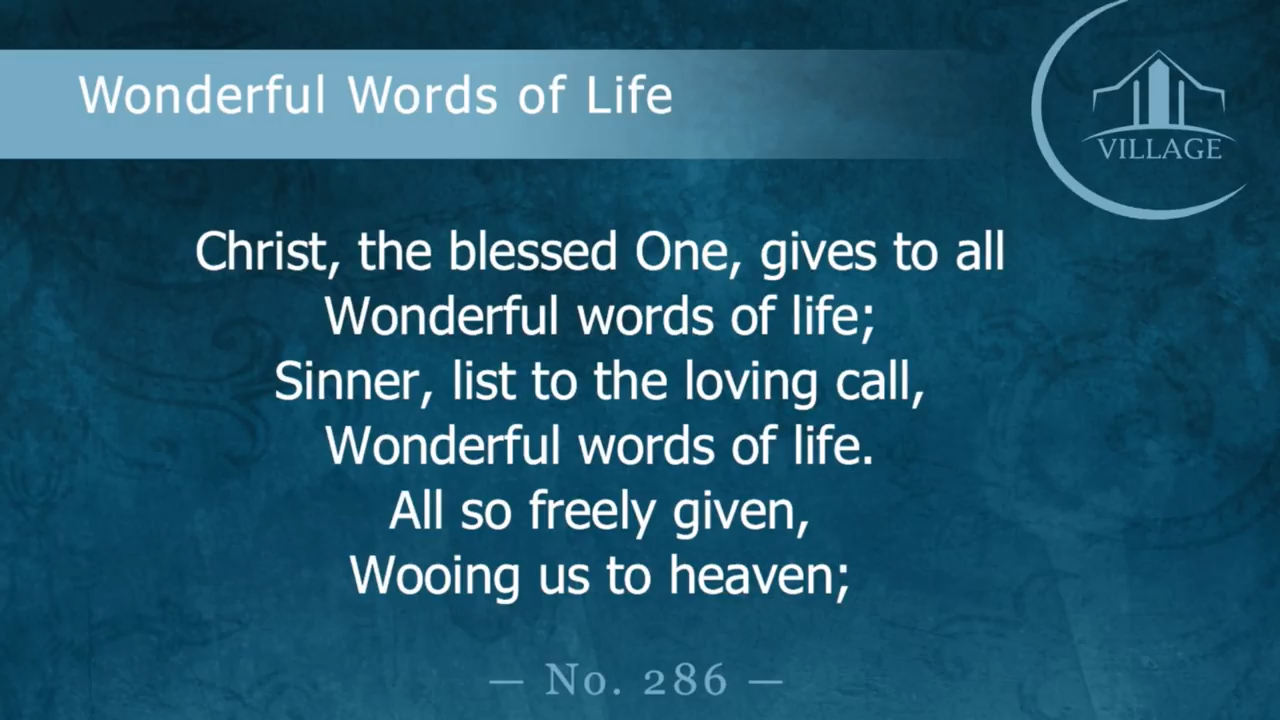 Wonderful Words of Life
VILLAGE
Christ, the blessed One, gives to all
Wonderful words of life;
Sinner, list to the loving call,
Wonderful words of life.
All so freely given,
Wooing us to heaven;
— No. 286 —